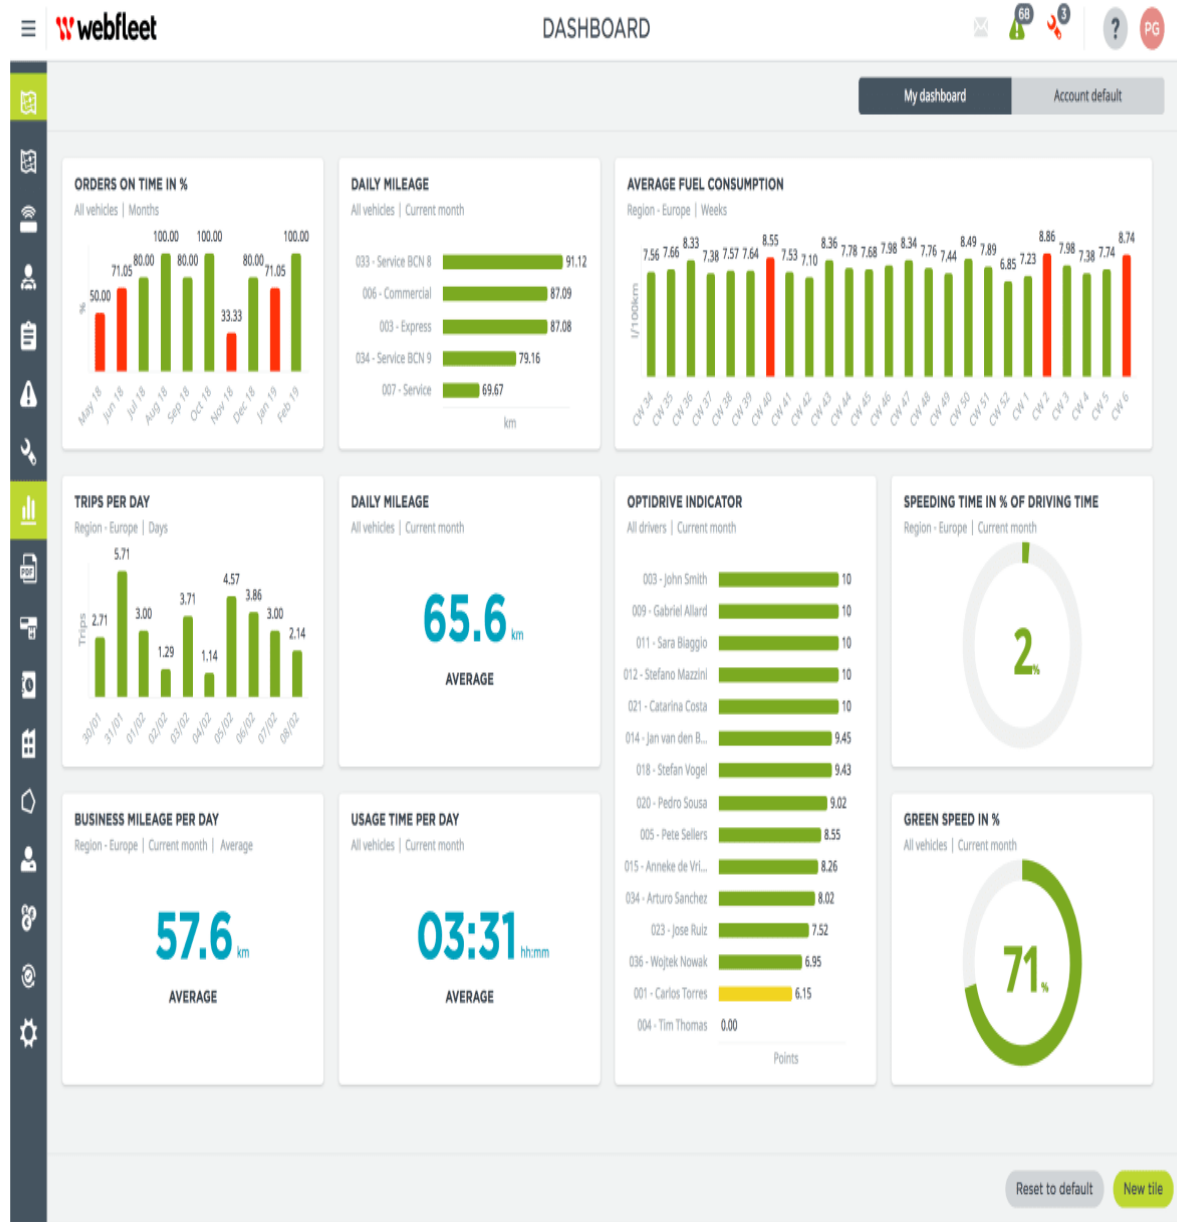 webfleet
DASHBOARD
68
3
?
PG
My dashboard
Account default
ORDERS ON TIME IN %
All vehicles | Months
%
50.00
71.05
80.00
100.00
80.00
100.00
33.33
80.00
71.05
100.00
May 18
Jun 18
Jul 18
Aug 18
Sep 18
Oct 18
Nov 18
Dec 18
Jan 19
Feb 19
DAILY MILEAGE
All vehicles | Current month
033 - Service BCN 8 91.12
006 - Commercial 87.09
003 - Express 87.08
034 - Service BCN 9 79.16
007 - Service 69.67
km
AVERAGE FUEL CONSUMPTION
Region - Europe | Weeks
l/100km
7.56
7.66
8.33
7.38
7.57
7.64
8.55
7.53
7.10
8.36
7.78
7.68
7.98
8.34
7.76
7.44
8.49
7.89
6.85
7.23
8.86
7.98
7.38
7.74
8.74
CW 34
CW 35
CW 36
CW 37
CW 38
CW 39
CW 40
CW 41
CW 42
CW 43
CW 44
CW 45
CW 46
CW 47
CW 48
CW 49
CW 50
CW 51
CW 52
CW 1
CW 2
CW 3
CW 4
CW 5
CW 6
TRIPS PER DAY
Region - Europe | Days
Trips
2.71
5.71
3.00
1.29
3.71
1.14
4.57
3.86
3.00
2.14
30/01
31/01
01/02
02/02
03/02
04/02
05/02
06/02
07/02
08/02
DAILY MILEAGE
All vehicles | Current month
65.6 km
AVERAGE
OPTIDRIVE INDICATOR
All drivers | Current month
003 - John Smith 10
009 - Gabriel Allard 10
011 - Sara Biaggio 10
012 - Stefano Mazzini 10
021 - Catarina Costa 10
014 - Jan van den B... 9.45
018 - Stefan Vogel 9.43
020 - Pedro Sousa 9.02
005 - Pete Sellers 8.55
015 - Anneke de Vri... 8.26
034 - Arturo Sanchez 8.02
023 - Jose Ruiz 7.52
036 - Wojtek Nowak 6.95
001 - Carlos Torres 6.15
004 - Tim Thomas 0.00
Points
SPEEDING TIME IN % OF DRIVING TIME
Region - Europe | Current month
2%
BUSINESS MILEAGE PER DAY
Region - Europe | Current month | Average
57.6 km
AVERAGE
USAGE TIME PER DAY
All vehicles | Current month
03:31 hh:mm
AVERAGE
GREEN SPEED IN %
All vehicles | Current month
71%
PDF
Reset to default
New tile